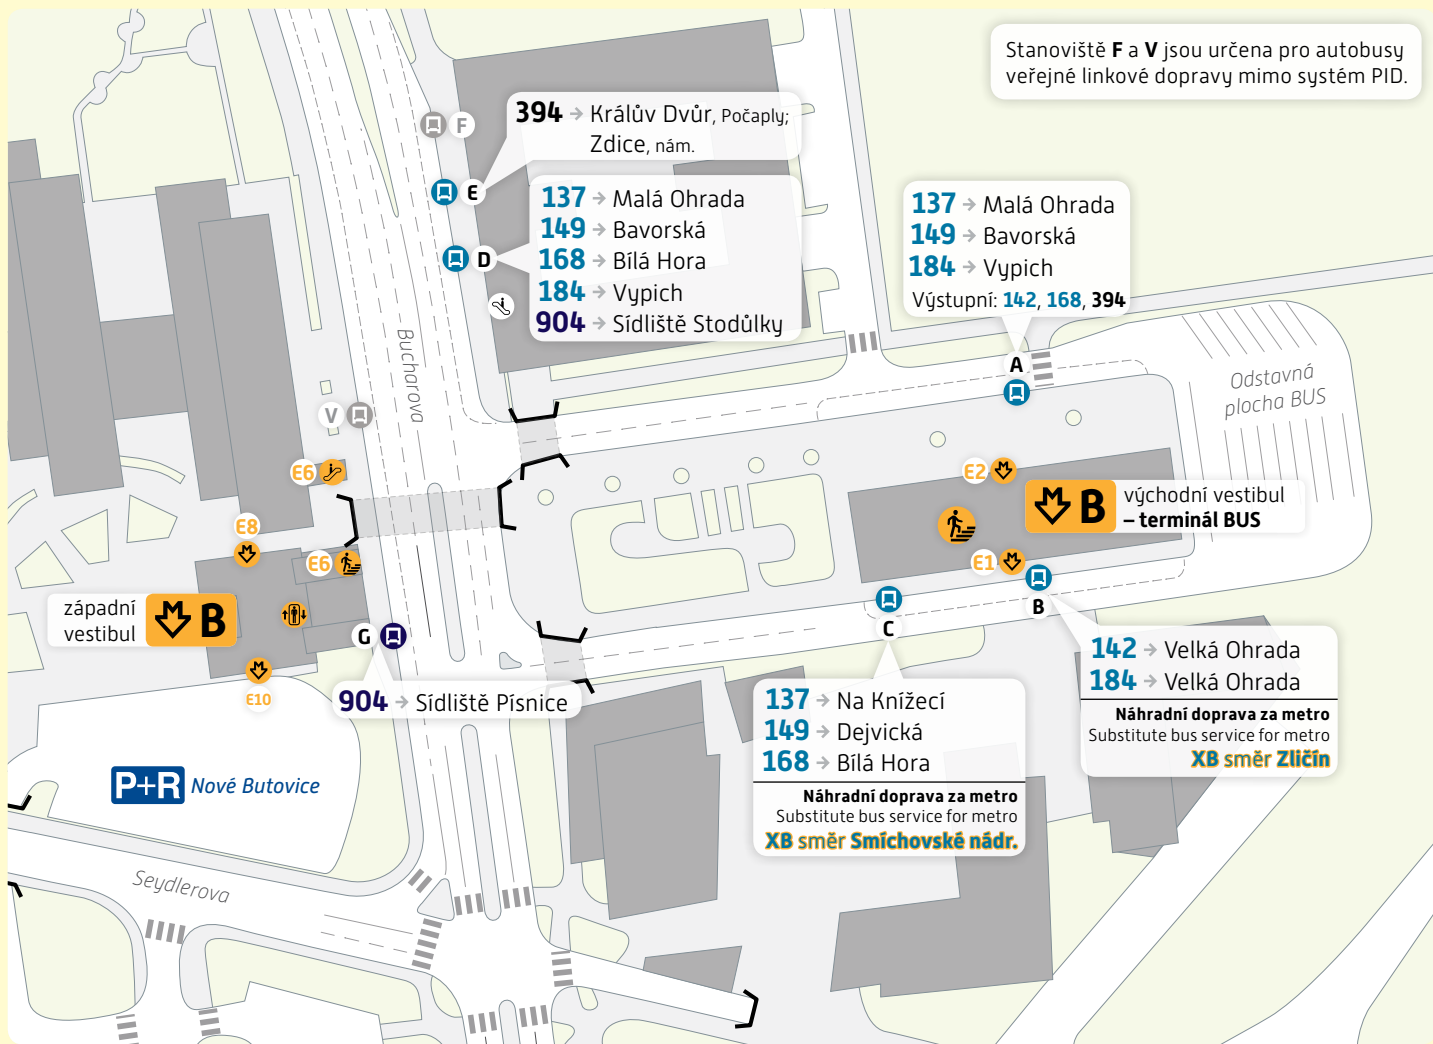 Stanoviště F a V jsou určena pro autobusy
veřejné linkové dopravy mimo systém PID.
F
394 → Králův Dvůr, Počaply;
Zdice, nám.
E
137 → Malá Ohrada
149 → Bavorská
168 → Bílá Hora
184 → Vypich
904 → Sídliště Stodůlky
D
137 → Malá Ohrada
149 → Bavorská
184 → Vypich
Výstupní: 142, 168, 394
A
Bucharova
Odstavná
plocha BUS
V
E6
E2
východní vestibul
– terminál BUS
B
E8
E6
E1
B
západní
vestibul
B
C
G
E10
904 → Sídliště Písnice
142 → Velká Ohrada
184 → Velká Ohrada
Náhradní doprava za metro
Substitute bus service for metro
XB směr Zličín
137 → Na Knížecí
149 → Dejvická
168 → Bílá Hora
Náhradní doprava za metro
Substitute bus service for metro
XB směr Smíchovské nádr.
P+R Nové Butovice
Seydlerova